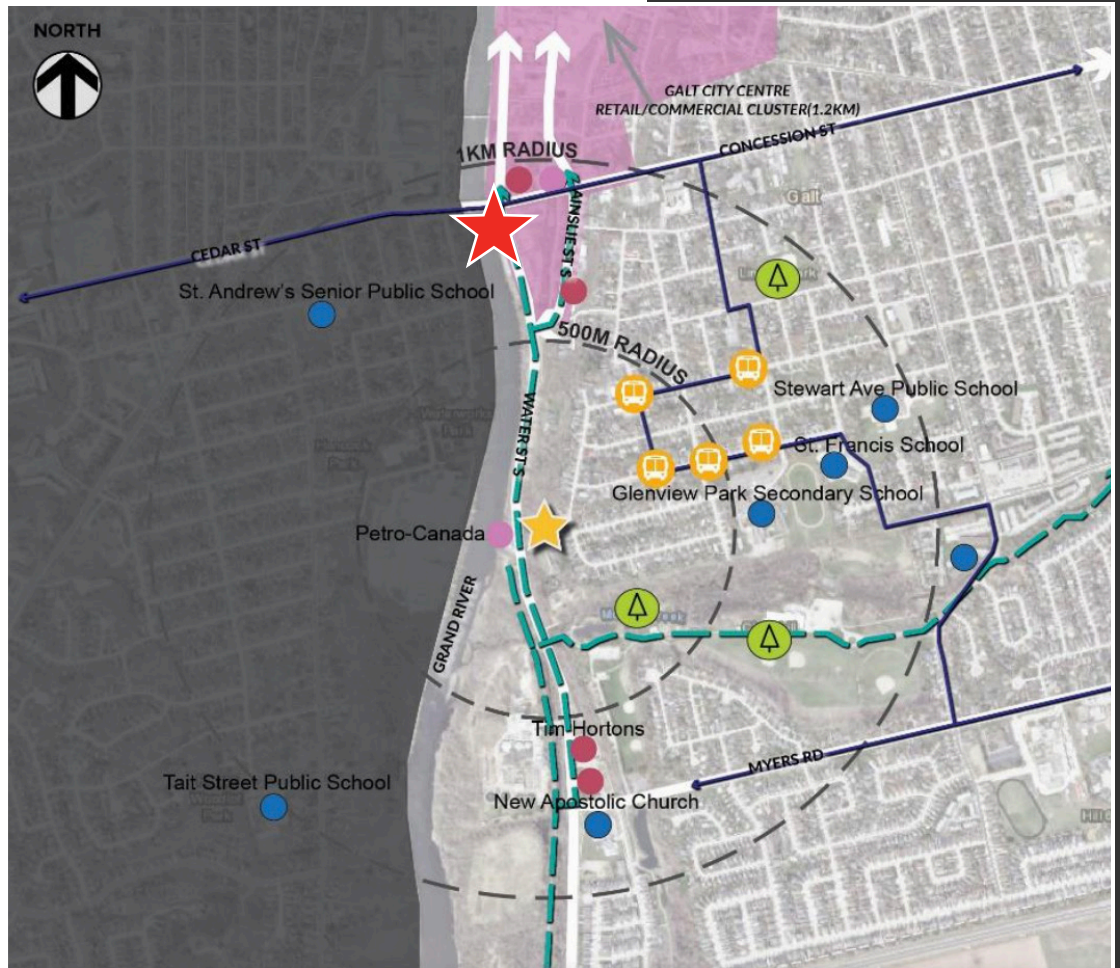 NORTH
GALT CITY CENTRE
RETAIL/COMMERCIAL CLUSTER(1.2KM)
CONCESSION ST
1KM RADIUS
AINSLIE ST S
Galt
CEDAR ST
St. Andrew's Senior Public School
500M RADIUS
Stewart Ave Public School
WATER ST S
St. Francis School
Glenview Park Secondary School
Petro-Canada
GRAND RIVER
Tim Hortons
MYERS RD
Tait Street Public School
New Apostolic Church